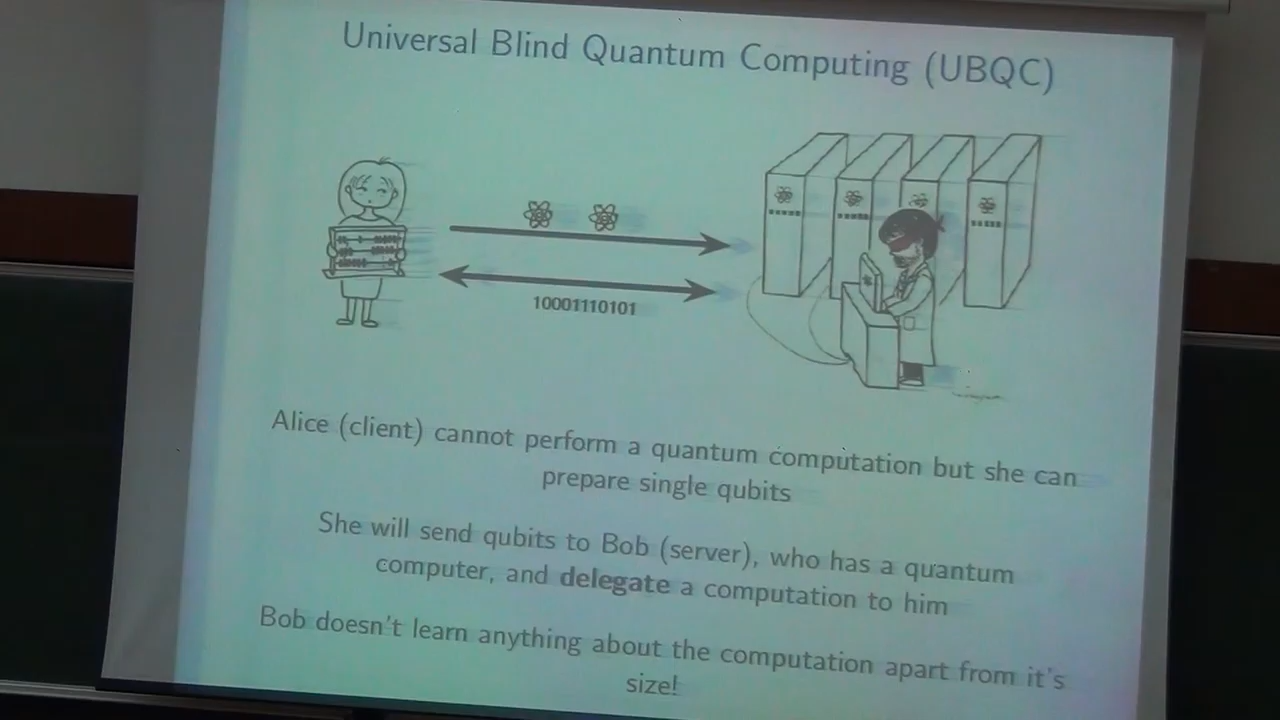 Universal Blind Quantum Computing (UBQC)
10001110101
Alice (client) cannot perform a quantum computation but she can
prepare single qubits
She will send qubits to Bob (server), who has a quantum
computer, and delegate a computation to him
Bob doesn't learn anything about the computation apart from it's
size!